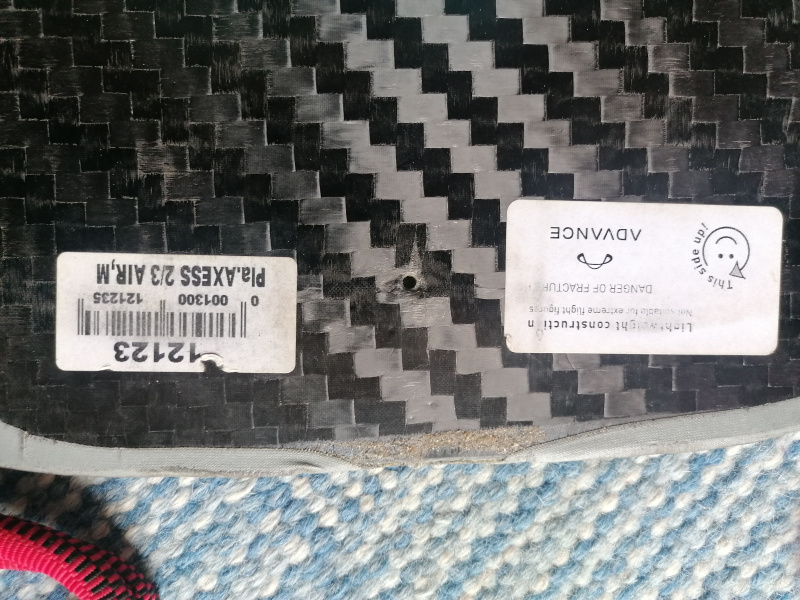 Lightweight construction
Not suitable for extreme flight figures
DANGER OF FRACTURE
ADVANCE
This side up!
12123
0 001300 121235
Pla.AXESS 2/3 AIR,M